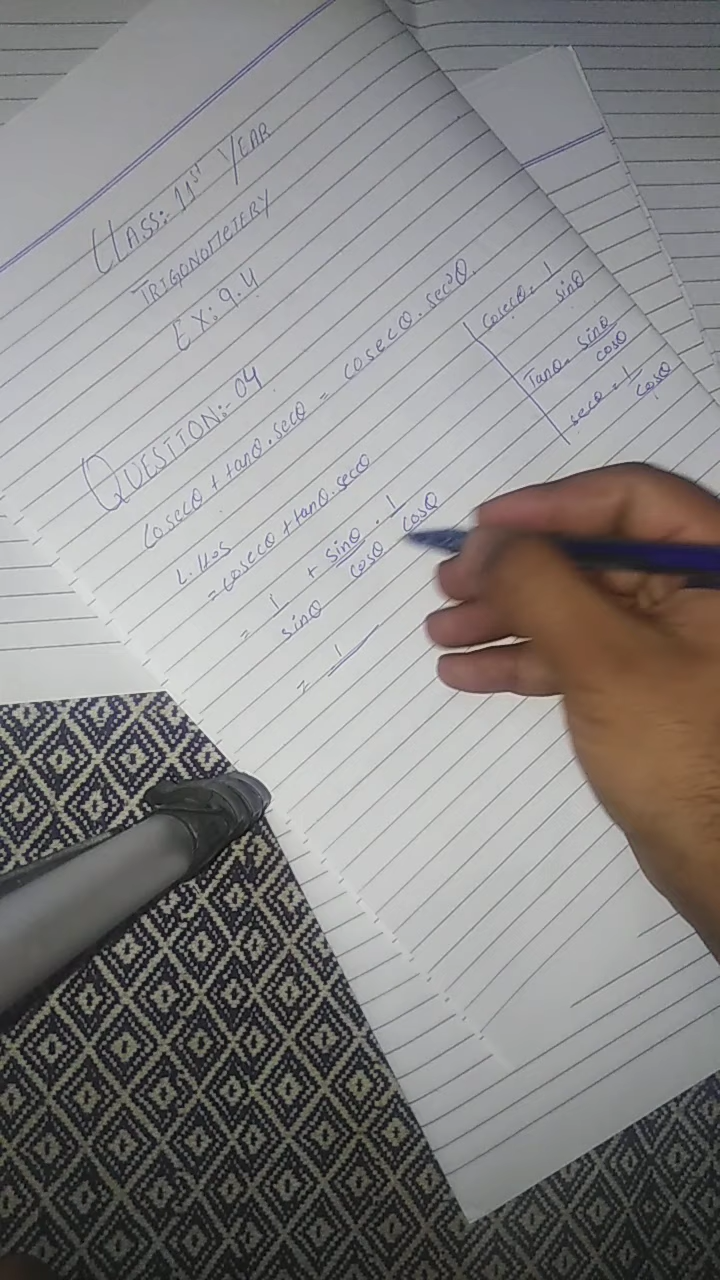 CLASS:- 11st YEAR
TRIGONOMETERY
EX: 9.4
QUESTION:- 04
cosecθ + tanθ.secθ = cosecθ.sec²θ.
L.H.S
= cosecθ + tanθ.secθ
= 1/sinθ + sinθ/cosθ . 1/cosθ
= 1/
Cosecθ = 1/sinθ
Tanθ = sinθ/cosθ
secθ = 1/cosθ